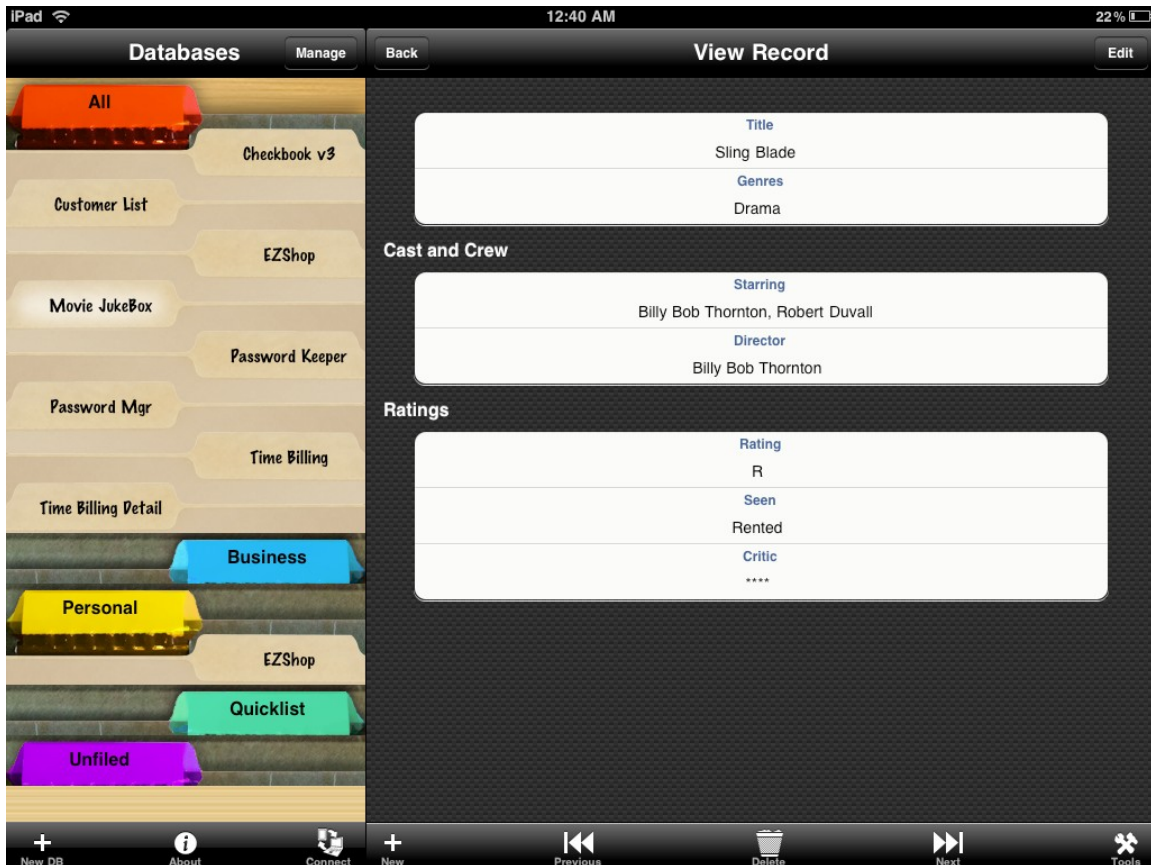 iPad 12:40 AM 22%
Databases Manage
Back View Record Edit
All
Checkbook v3
Customer List
EZShop
Movie JukeBox
Password Keeper
Password Mgr
Time Billing
Time Billing Detail
Business
Personal
EZShop
Quicklist
Unfiled
Title
Sling Blade
Genres
Drama
Cast and Crew
Starring
Billy Bob Thornton, Robert Duvall
Director
Billy Bob Thornton
Ratings
Rating
R
Seen
Rented
Critic
****
New DB About Connect
New Previous Delete Next Tools